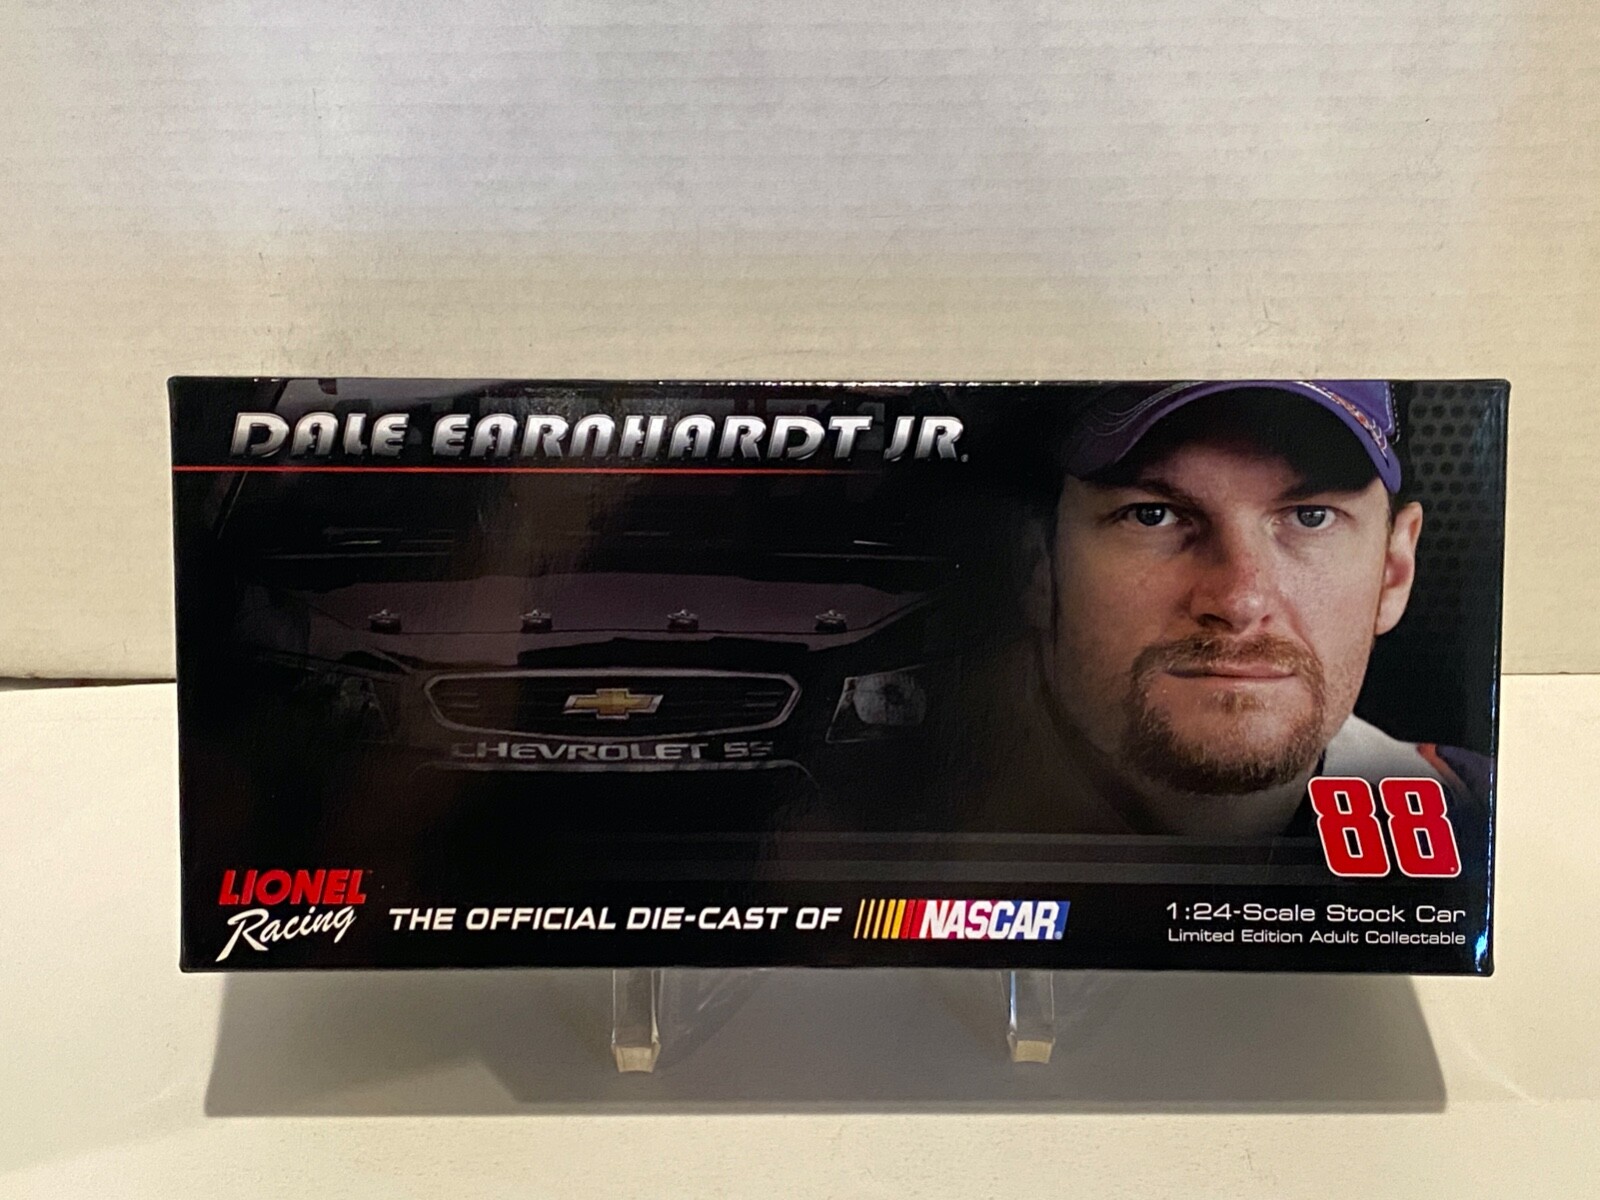 DALE EARNHARDT JR.
CHEVROLET SS
88
LIONEL
Racing
THE OFFICIAL DIE-CAST OF NASCAR
1:24-Scale Stock Car
Limited Edition Adult Collectable